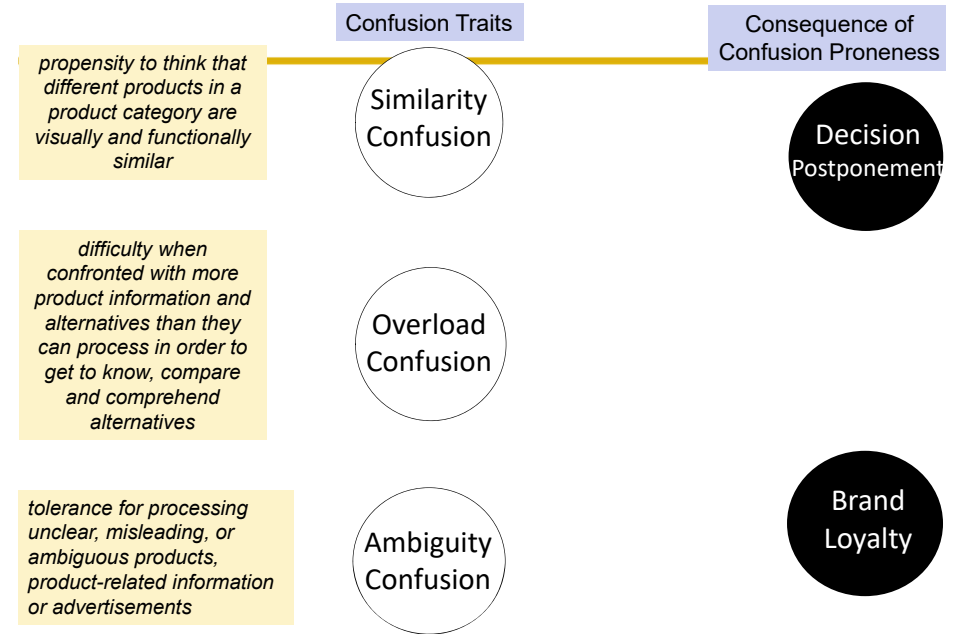 Confusion Traits
Consequence of
Confusion Proneness
propensity to think that
different products in a
product category are
visually and functionally
similar
Similarity
Confusion
Decision
Postponement
difficulty when
confronted with more
product information and
alternatives than they
can process in order to
get to know, compare
and comprehend
alternatives
Overload
Confusion
tolerance for processing
unclear, misleading, or
ambiguous products,
product-related information
or advertisements
Ambiguity
Confusion
Brand
Loyalty